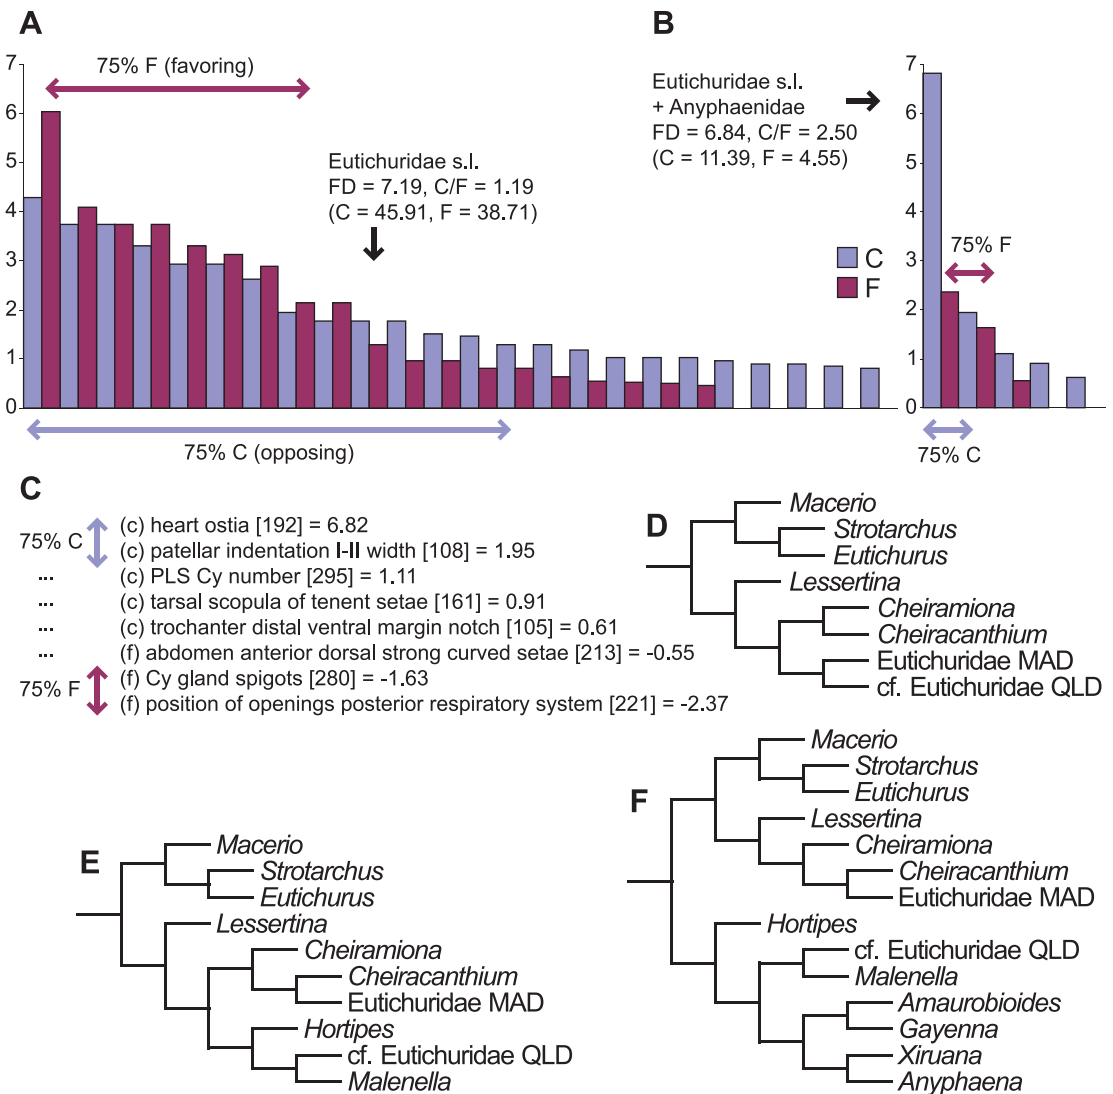 A
7
6
5
4
3
2
1
0
75% F (favoring)
Eutichuridae s.l.
FD = 7.19, C/F = 1.19
(C = 45.91, F = 38.71)
75% C (opposing)
B
Eutichuridae s.l.
+ Anyphaenidae
FD = 6.84, C/F = 2.50
(C = 11.39, F = 4.55)
C
F
7
6
5
4
3
2
1
0
75% F
75% C
C
75% C
(c) heart ostia [192] = 6.82
(c) patellar indentation I-II width [108] = 1.95
... (c) PLS Cy number [295] = 1.11
... (c) tarsal scopula of tenent setae [161] = 0.91
... (c) trochanter distal ventral margin notch [105] = 0.61
... (f) abdomen anterior dorsal strong curved setae [213] = -0.55
75% F
(f) Cy gland spigots [280] = -1.63
(f) position of openings posterior respiratory system [221] = -2.37
D
Macerio
Strotarchus
Eutichurus
Lessertina
Cheiramiona
Cheiracanthium
Eutichuridae MAD
cf. Eutichuridae QLD
E
Macerio
Strotarchus
Eutichurus
Lessertina
Cheiramiona
Cheiracanthium
Eutichuridae MAD
Hortipes
cf. Eutichuridae QLD
Malenella
F
Macerio
Strotarchus
Eutichurus
Lessertina
Cheiramiona
Cheiracanthium
Eutichuridae MAD
Hortipes
cf. Eutichuridae QLD
Malenella
Amaurobioides
Gayenna
Xiruana
Anyphaena